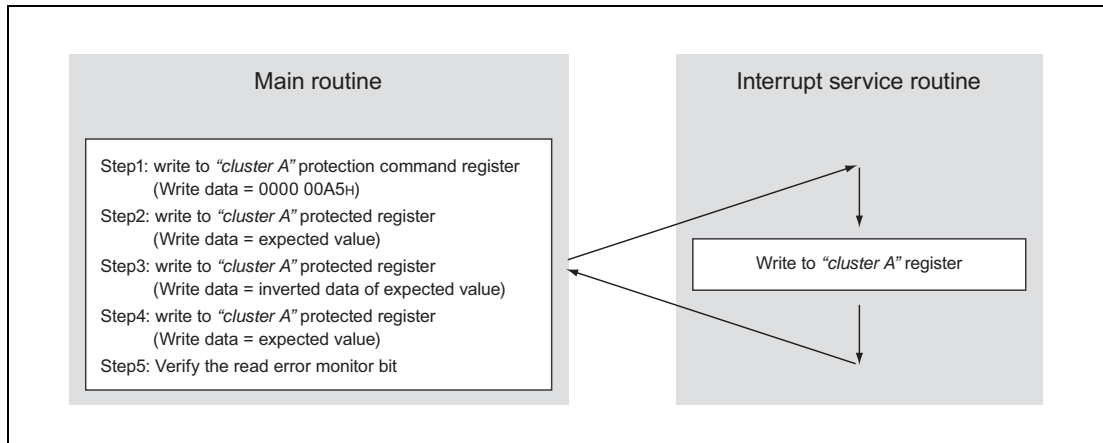 Main routine
Step1: write to “cluster A” protection command register
(Write data = 0000 00A5H)
Step2: write to “cluster A” protected register
(Write data = expected value)
Step3: write to “cluster A” protected register
(Write data = inverted data of expected value)
Step4: write to “cluster A” protected register
(Write data = expected value)
Step5: Verify the read error monitor bit
Interrupt service routine
Write to “cluster A” register